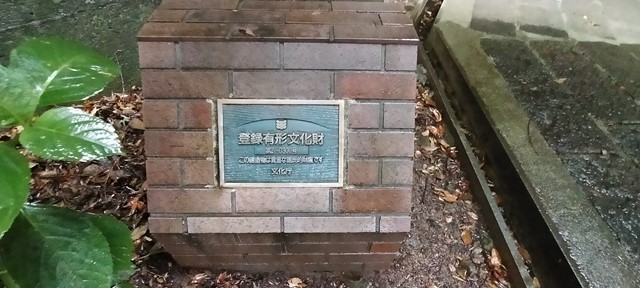 登録有形文化財
この建造物は貴重な国民的財産です
文化庁